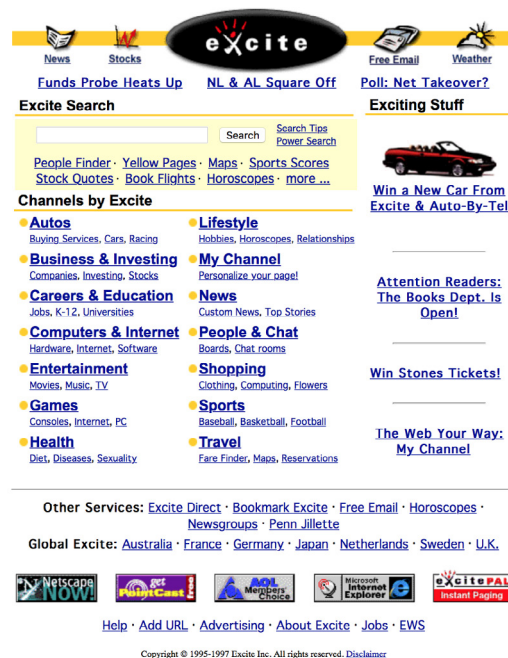 excite
News
Stocks
Free Email
Weather
Funds Probe Heats Up
NL & AL Square Off
Poll: Net Takeover?
Excite Search
Search
Search Tips
Power Search
People Finder · Yellow Pages · Maps · Sports Scores
Stock Quotes · Book Flights · Horoscopes · more ...
Exciting Stuff
Win a New Car From
Excite & Auto-By-Tel
Attention Readers:
The Books Dept. Is
Open!
Win Stones Tickets!
The Web Your Way:
My Channel
Channels by Excite
Autos
Buying Services, Cars, Racing
Business & Investing
Companies, Investing, Stocks
Careers & Education
Jobs, K-12, Universities
Computers & Internet
Hardware, Internet, Software
Entertainment
Movies, Music, TV
Games
Consoles, Internet, PC
Health
Diet, Diseases, Sexuality
Lifestyle
Hobbies, Horoscopes, Relationships
My Channel
Personalize your page!
News
Custom News, Top Stories
People & Chat
Boards, Chat rooms
Shopping
Clothing, Computing, Flowers
Sports
Baseball, Basketball, Football
Travel
Fare Finder, Maps, Reservations
Other Services: Excite Direct · Bookmark Excite · Free Email · Horoscopes ·
Newsgroups · Penn Jillette
Global Excite: Australia · France · Germany · Japan · Netherlands · Sweden · U.K.
Netscape
NOW!
get
PointCast
free
AOL
Members'
Choice
Microsoft
Internet
Explorer
excite PAL
Instant Paging
Help · Add URL · Advertising · About Excite · Jobs · EWS
Copyright © 1995-1997 Excite Inc. All rights reserved. Disclaimer